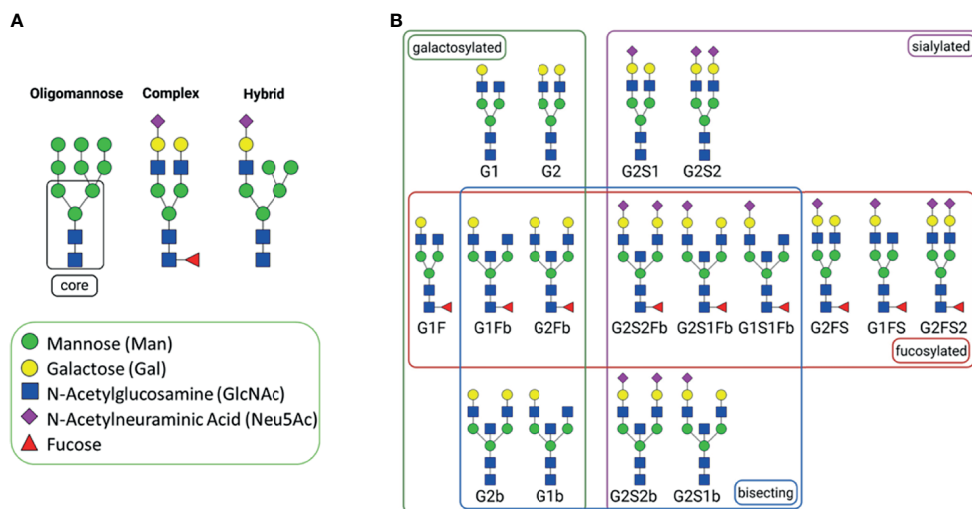 A
Oligomannose Complex Hybrid
core
Mannose (Man)
Galactose (Gal)
N-Acetylglucosamine (GlcNAc)
N-Acetylneuraminic Acid (Neu5Ac)
Fucose
B
galactosylated
sialylated
G1 G2 G2S1 G2S2
G1F G1Fb G2Fb G2S2Fb G2S1Fb G1S1Fb G2FS G1FS G2FS2
fucosylated
G2b G1b G2S2b G2S1b
bisecting